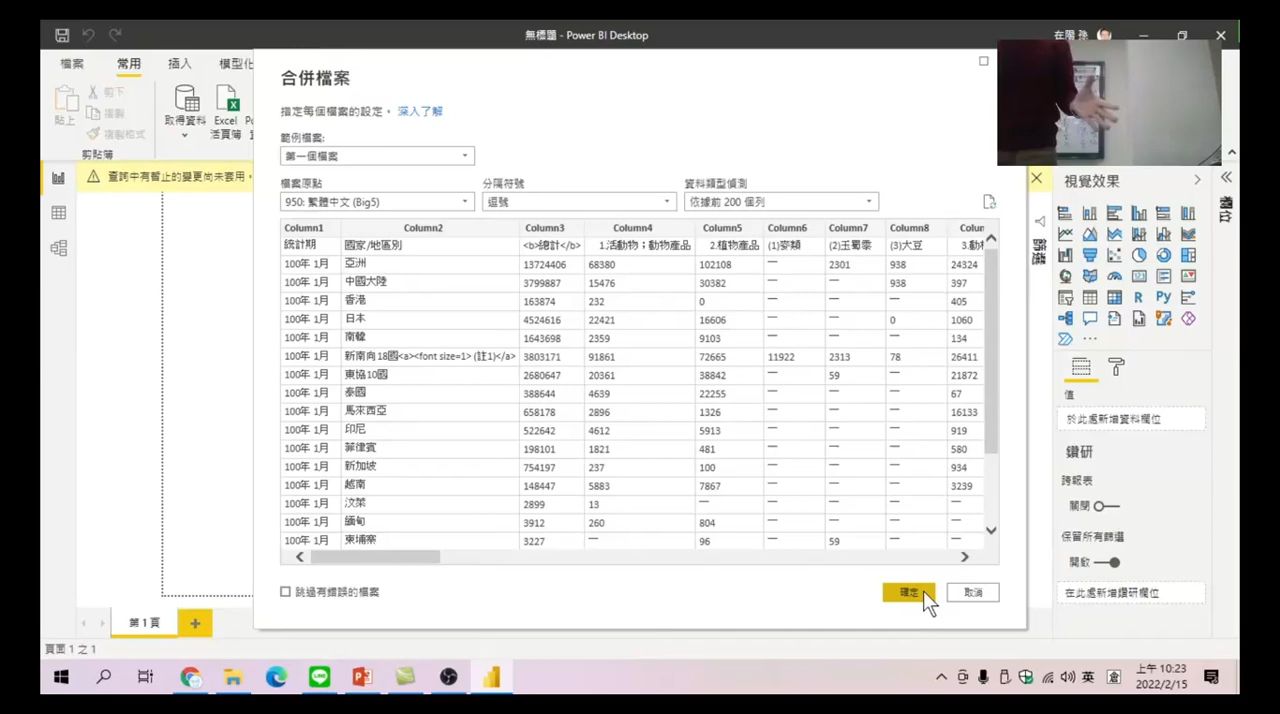 無標題 - Power BI Desktop
檔案 常用 插入
貼上 剪下 複製 複製格式 取得資料 Excel 活頁簿
剪貼簿
查詢中有暫止的變更尚未套用。
合併檔案
指定每個檔案的設定。 深入了解
範例檔案:
第一個檔案
檔案原點 分隔符號 資料類型偵測
950: 繁體中文 (Big5) 逗號 依據前 200 個列
Column1 Column2 Column3 Column4 Column5 Column6 Column7 Column8 Colum
統計期 國家/地區別 <b>總計</b> 1.活動物；動物產品 2.植物產品 (1)麥類 (2)玉蜀黍 (3)大豆 3.動
100年 1月 亞洲 13724406 68380 102108 — 2301 938 24324
100年 1月 中國大陸 3799887 15476 30382 — — 938 397
100年 1月 香港 163874 232 0 — — — 405
100年 1月 日本 4524616 22421 16606 — — 0 1060
100年 1月 南韓 1643698 2359 9103 — — — 134
100年 1月 新南向18國<a><font size=1> (註1)</a> 3803171 91861 72665 11922 2313 78 26411
100年 1月 東協10國 2680647 20361 38842 — 59 — 21872
100年 1月 泰國 388644 4639 22255 — — — 67
100年 1月 馬來西亞 658178 2896 1326 — — — 16133
100年 1月 印尼 522642 4612 5913 — — — 919
100年 1月 菲律賓 198101 1821 481 — — — 580
100年 1月 新加坡 754197 237 100 — — — 934
100年 1月 越南 148447 5883 7867 — — — 3239
100年 1月 汶萊 2899 13 — — — — —
100年 1月 緬甸 3912 260 804 — — — —
100年 1月 柬埔寨 3227 — 96 — 59 — —
跳過有錯誤的檔案
確定 取消
視覺效果
篩選
R Py
值
於此處新增資料欄位
鑽研
跨報表
關閉
保留所有篩選
開啟
在此處新增鑽研欄位
第 1 頁
頁面 1 之 1
英
上午 10:23
2022/2/15